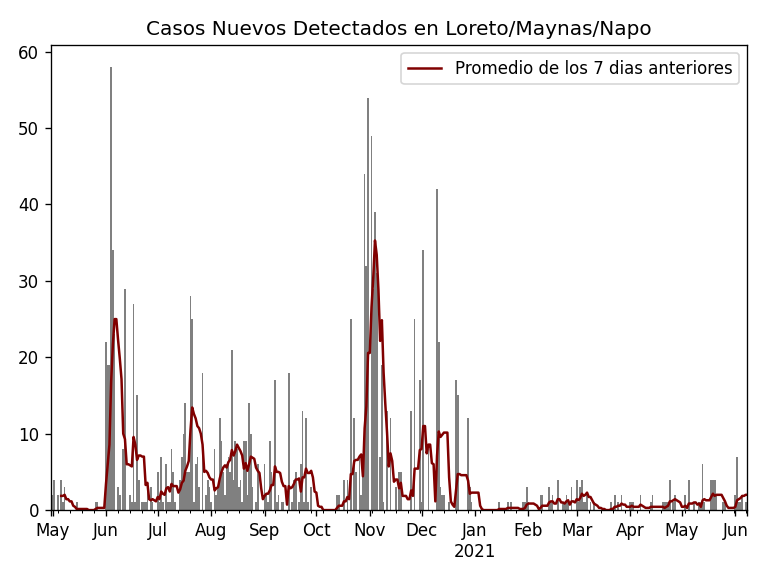 Casos Nuevos Detectados en Loreto/Maynas/Napo
Promedio de los 7 dias anteriores
60
50
40
30
20
10
0
May Jun Jul Aug Sep Oct Nov Dec Jan Feb Mar Apr May Jun
2021